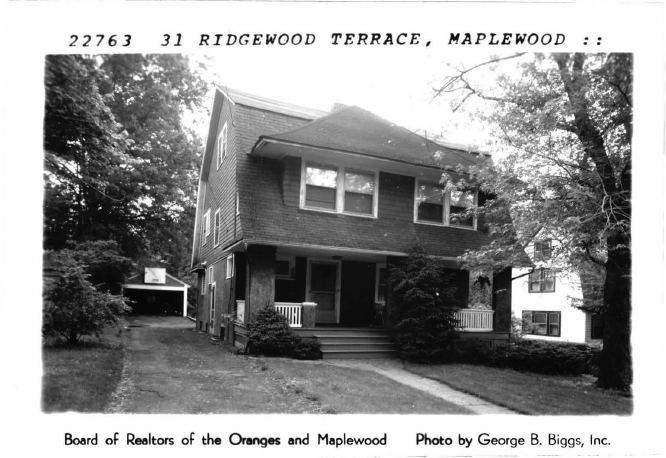 22763 31 RIDGEWOOD TERRACE, MAPLEWOOD ::
Board of Realtors of the Oranges and Maplewood Photo by George B. Biggs, Inc.